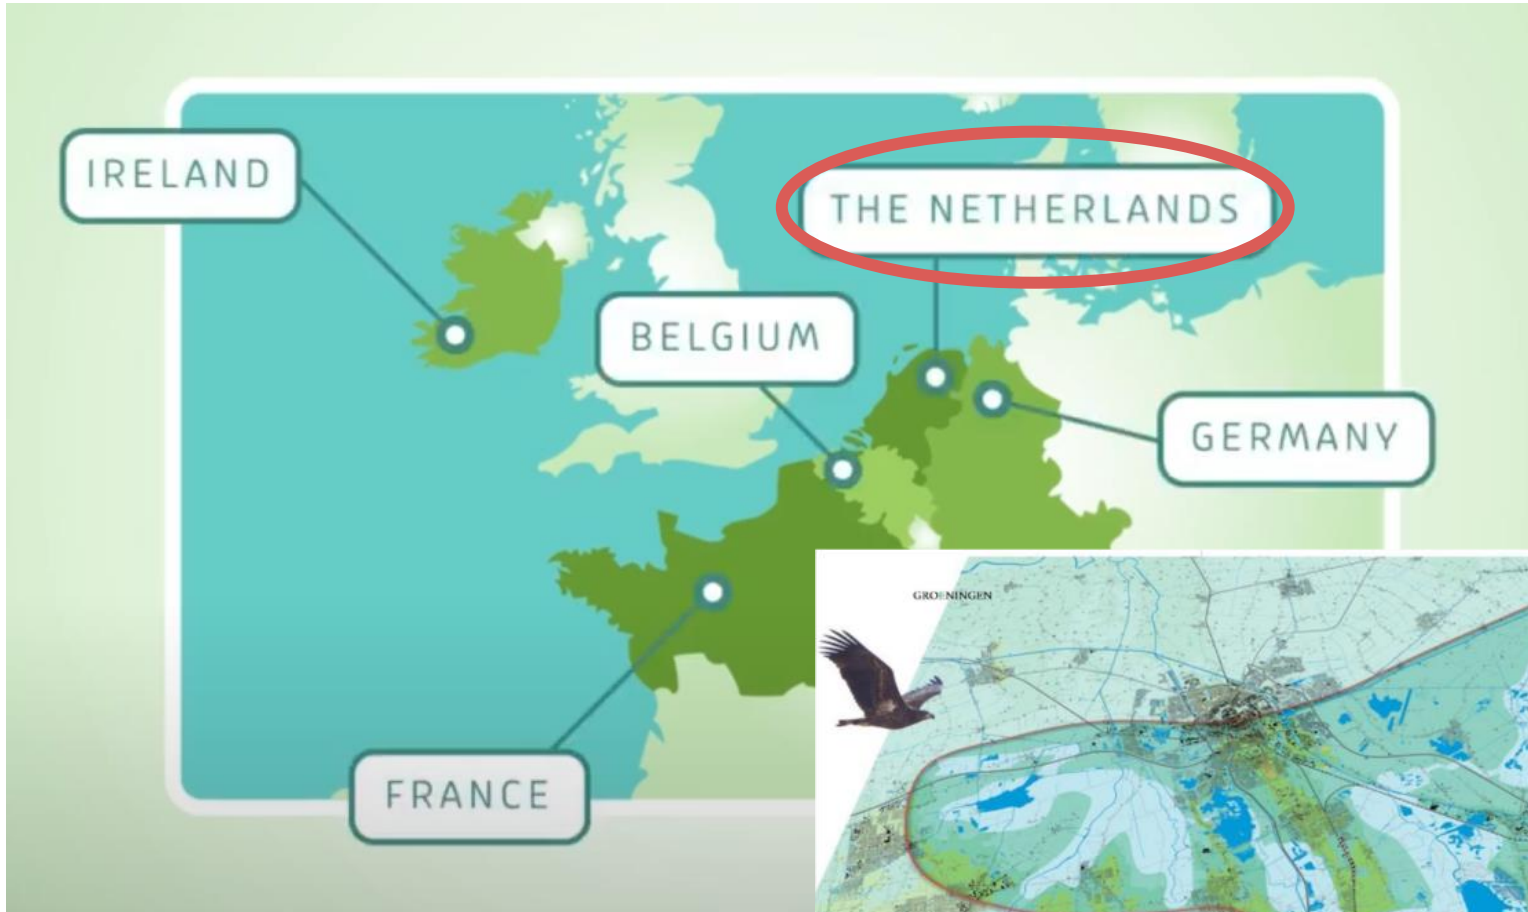 IRELAND
THE NETHERLANDS
BELGIUM
GERMANY
GROENINGEN
FRANCE